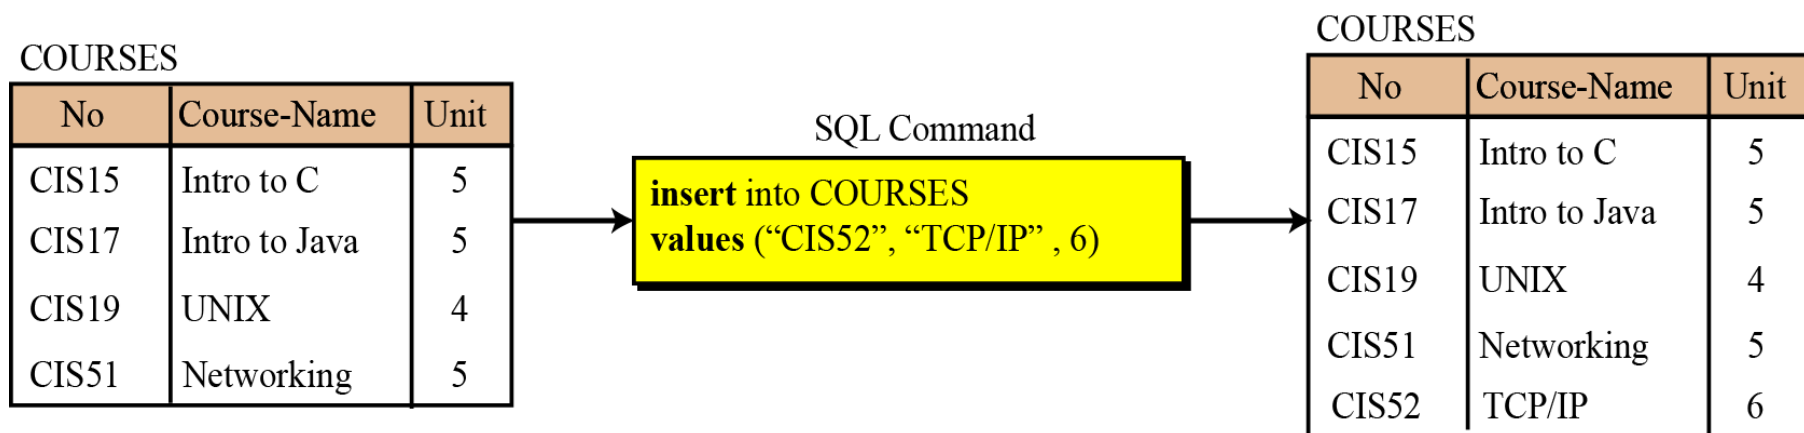 COURSES
No Course-Name Unit
CIS15 Intro to C 5
CIS17 Intro to Java 5
CIS19 UNIX 4
CIS51 Networking 5
SQL Command
insert into COURSES
values (“CIS52”, “TCP/IP” , 6)
COURSES
No Course-Name Unit
CIS15 Intro to C 5
CIS17 Intro to Java 5
CIS19 UNIX 4
CIS51 Networking 5
CIS52 TCP/IP 6